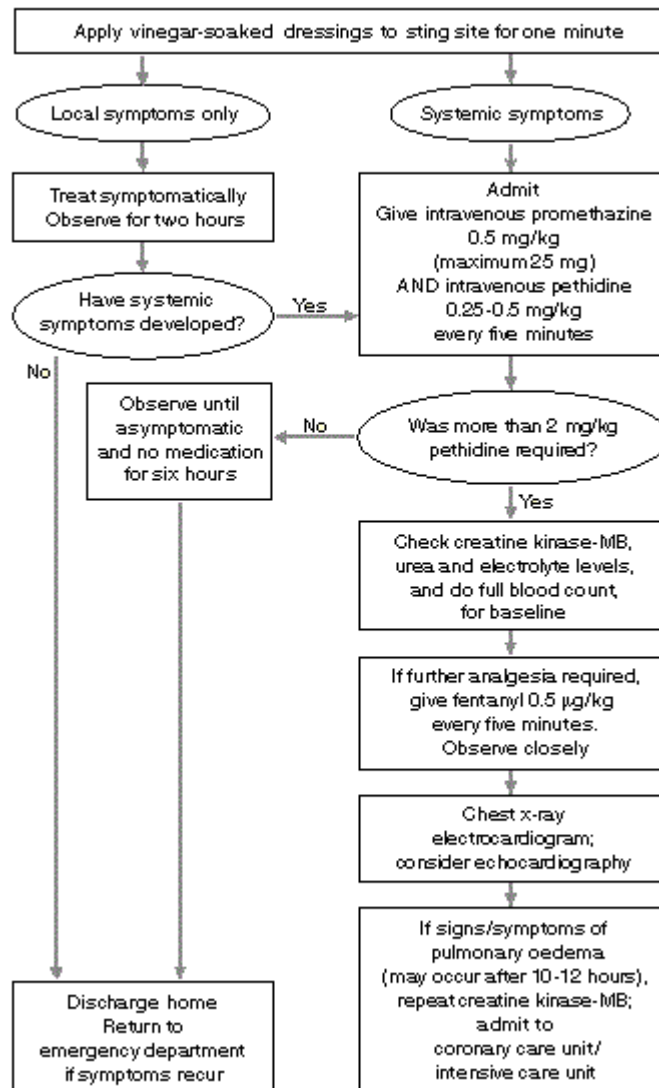 Apply vinegar-soaked dressings to sting site for one minute
Local symptoms only
Systemic symptoms
Treat symptomatically
Observe for two hours
Admit
Give intravenous promethazine
0.5 mg/kg
(maximum 25 mg)
AND intravenous pethidine
0.25-0.5 mg/kg
every five minutes
Have systemic
symptoms developed?
Yes
No
Observe until
asymptomatic
and no medication
for six hours
No
Was more than 2 mg/kg
pethidine required?
Yes
Check creatine kinase-MB,
urea and electrolyte levels,
and do full blood count,
for baseline
If further analgesia required,
give fentanyl 0.5 µg/kg
every five minutes.
Observe closely
Chest x-ray
electrocardiogram;
consider echocardiography
If signs/symptoms of
pulmonary oedema
(may occur after 10-12 hours),
repeat creatine kinase-MB;
admit to
coronary care unit/
intensive care unit
Discharge home
Return to
emergency department
if symptoms recur